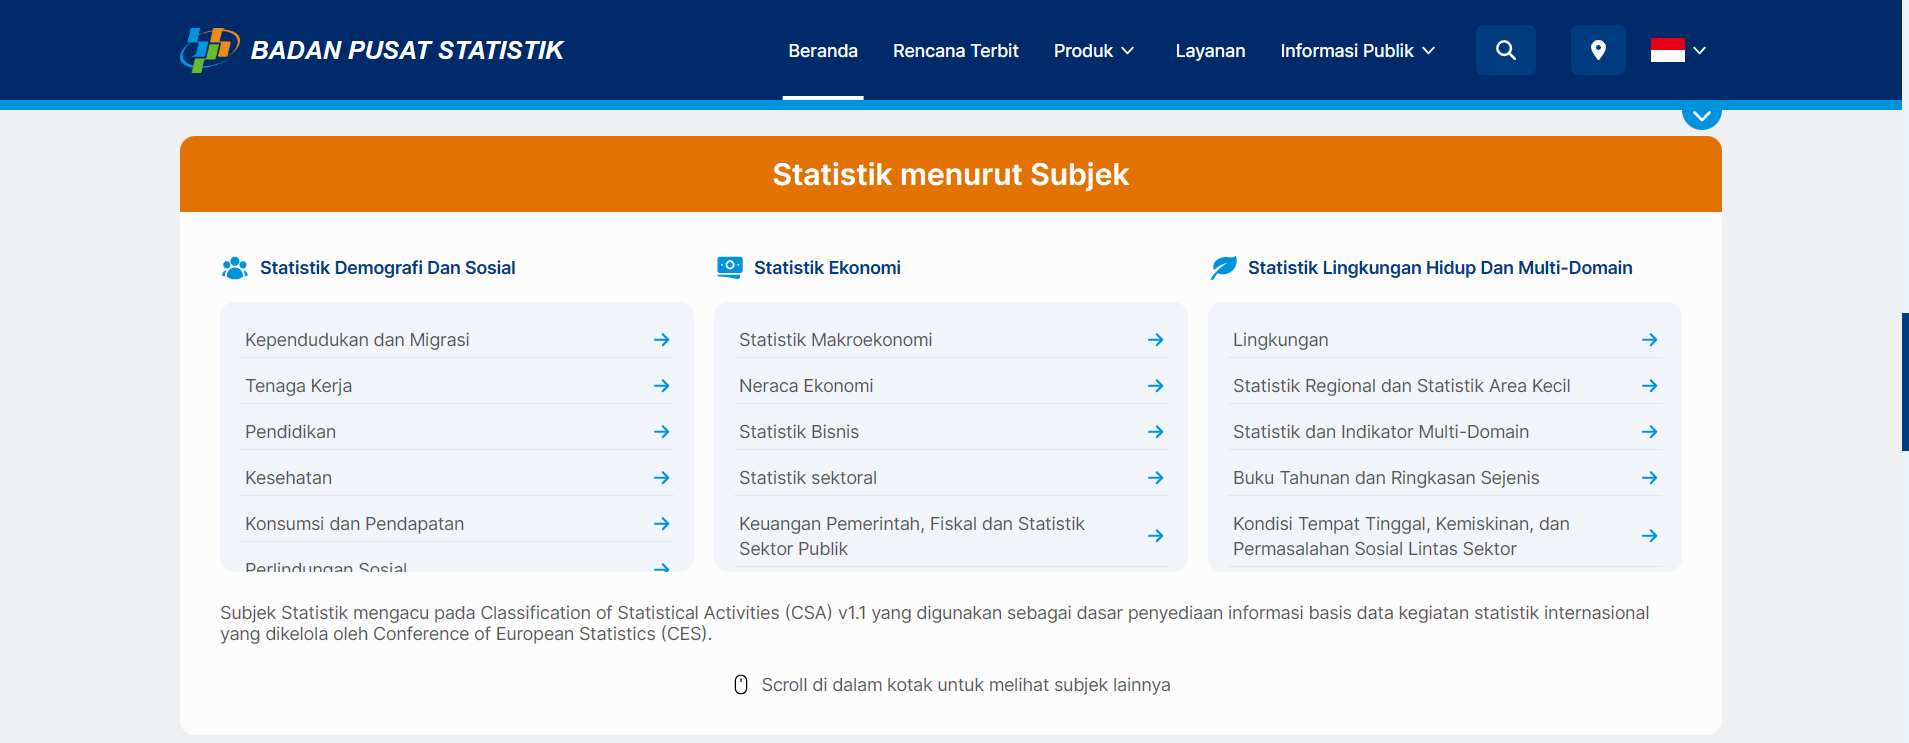 BADAN PUSAT STATISTIK
Beranda
Rencana Terbit
Produk
Layanan
Informasi Publik
Statistik menurut Subjek
Statistik Demografi Dan Sosial
Kependudukan dan Migrasi
Tenaga Kerja
Pendidikan
Kesehatan
Konsumsi dan Pendapatan
Perlindungan Sosial
Statistik Ekonomi
Statistik Makroekonomi
Neraca Ekonomi
Statistik Bisnis
Statistik sektoral
Keuangan Pemerintah, Fiskal dan Statistik
Sektor Publik
Statistik Lingkungan Hidup Dan Multi-Domain
Lingkungan
Statistik Regional dan Statistik Area Kecil
Statistik dan Indikator Multi-Domain
Buku Tahunan dan Ringkasan Sejenis
Kondisi Tempat Tinggal, Kemiskinan, dan
Permasalahan Sosial Lintas Sektor
Subjek Statistik mengacu pada Classification of Statistical Activities (CSA) v1.1 yang digunakan sebagai dasar penyediaan informasi basis data kegiatan statistik internasional
yang dikelola oleh Conference of European Statistics (CES).
Scroll di dalam kotak untuk melihat subjek lainnya